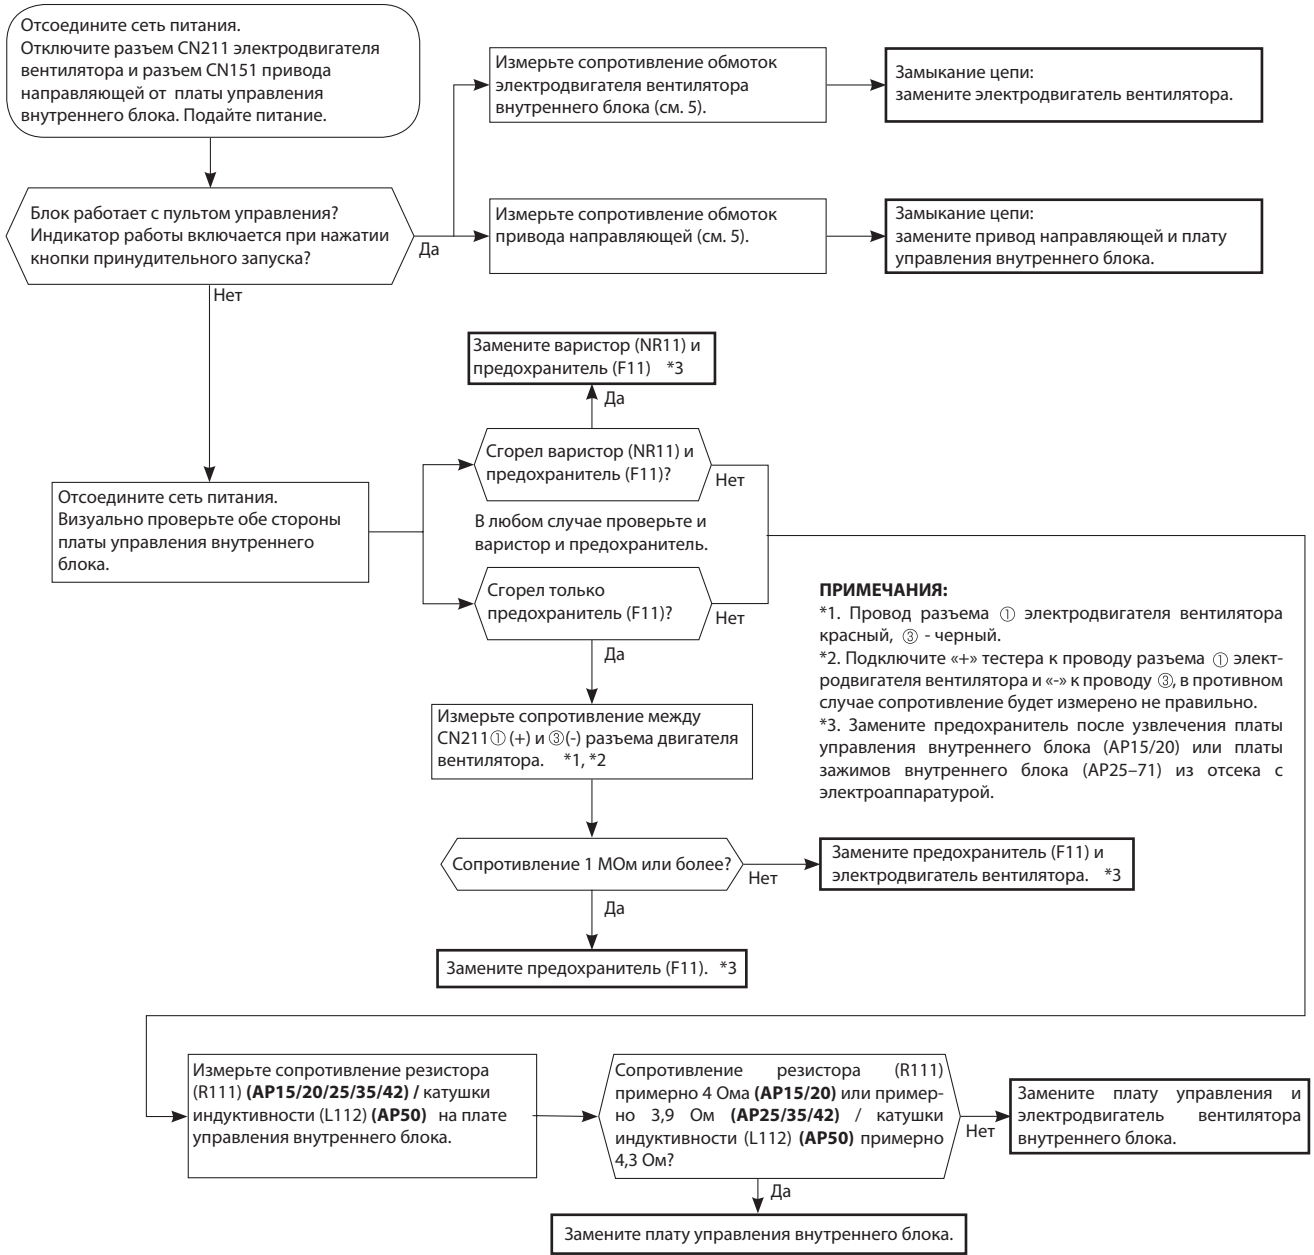 Отсоедините сеть питания.
Отключите разъем CN211 электродвигателя
вентилятора и разъем CN151 привода
направляющей от платы управления
внутреннего блока. Подайте питание.
Измерьте сопротивление обмоток
электродвигателя вентилятора
внутреннего блока (см. 5).
Замыкание цепи:
замените электродвигатель вентилятора.
Блок работает с пультом управления?
Индикатор работы включается при нажатии
кнопки принудительного запуска?
Да
Измерьте сопротивление обмоток
привода направляющей (см. 5).
Замыкание цепи:
замените привод направляющей и плату
управления внутреннего блока.
Нет
Замените варистор (NR11) и
предохранитель (F11) *3
Да
Сгорел варистор (NR11) и
предохранитель (F11)?
Нет
Отсоедините сеть питания.
Визуально проверьте обе стороны
платы управления внутреннего
блока.
В любом случае проверьте и
варистор и предохранитель.
Сгорел только
предохранитель (F11)?
Нет
Да
ПРИМЕЧАНИЯ:
*1. Провод разъема ① электродвигателя вентилятора
красный, ③ - черный.
*2. Подключите «+» тестера к проводу разъема ① элект-
родвигателя вентилятора и «-» к проводу ③, в противном
случае сопротивление будет измерено не правильно.
*3. Замените предохранитель после узвлечения платы
управления внутреннего блока (AP15/20) или платы
зажимов внутреннего блока (AP25–71) из отсека с
электроаппаратурой.
Измерьте сопротивление между
CN211① (+) и ③(-) разъема двигателя
вентилятора. *1, *2
Сопротивление 1 МОм или более?
Нет
Замените предохранитель (F11) и
электродвигатель вентилятора. *3
Да
Замените предохранитель (F11). *3
Измерьте сопротивление резистора
(R111) (AP15/20/25/35/42) / катушки
индуктивности (L112) (AP50) на плате
управления внутреннего блока.
Сопротивление резистора (R111)
примерно 4 Ома (AP15/20) или пример-
но 3,9 Ом (AP25/35/42) / катушки
индуктивности (L112) (AP50) примерно
4,3 Ом?
Нет
Замените плату управления и
электродвигатель вентилятора
внутреннего блока.
Да
Замените плату управления внутреннего блока.